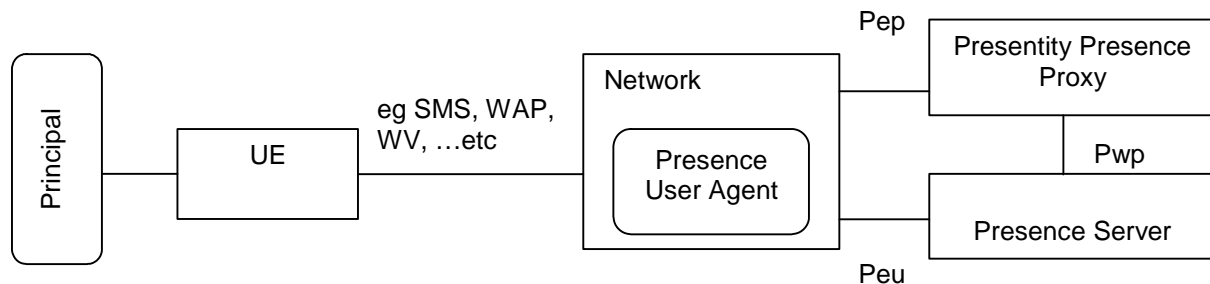 Principal
UE
eg SMS, WAP,
WV, …etc
Network
Presence
User Agent
Pep
Presentity Presence
Proxy
Pwp
Presence Server
Peu